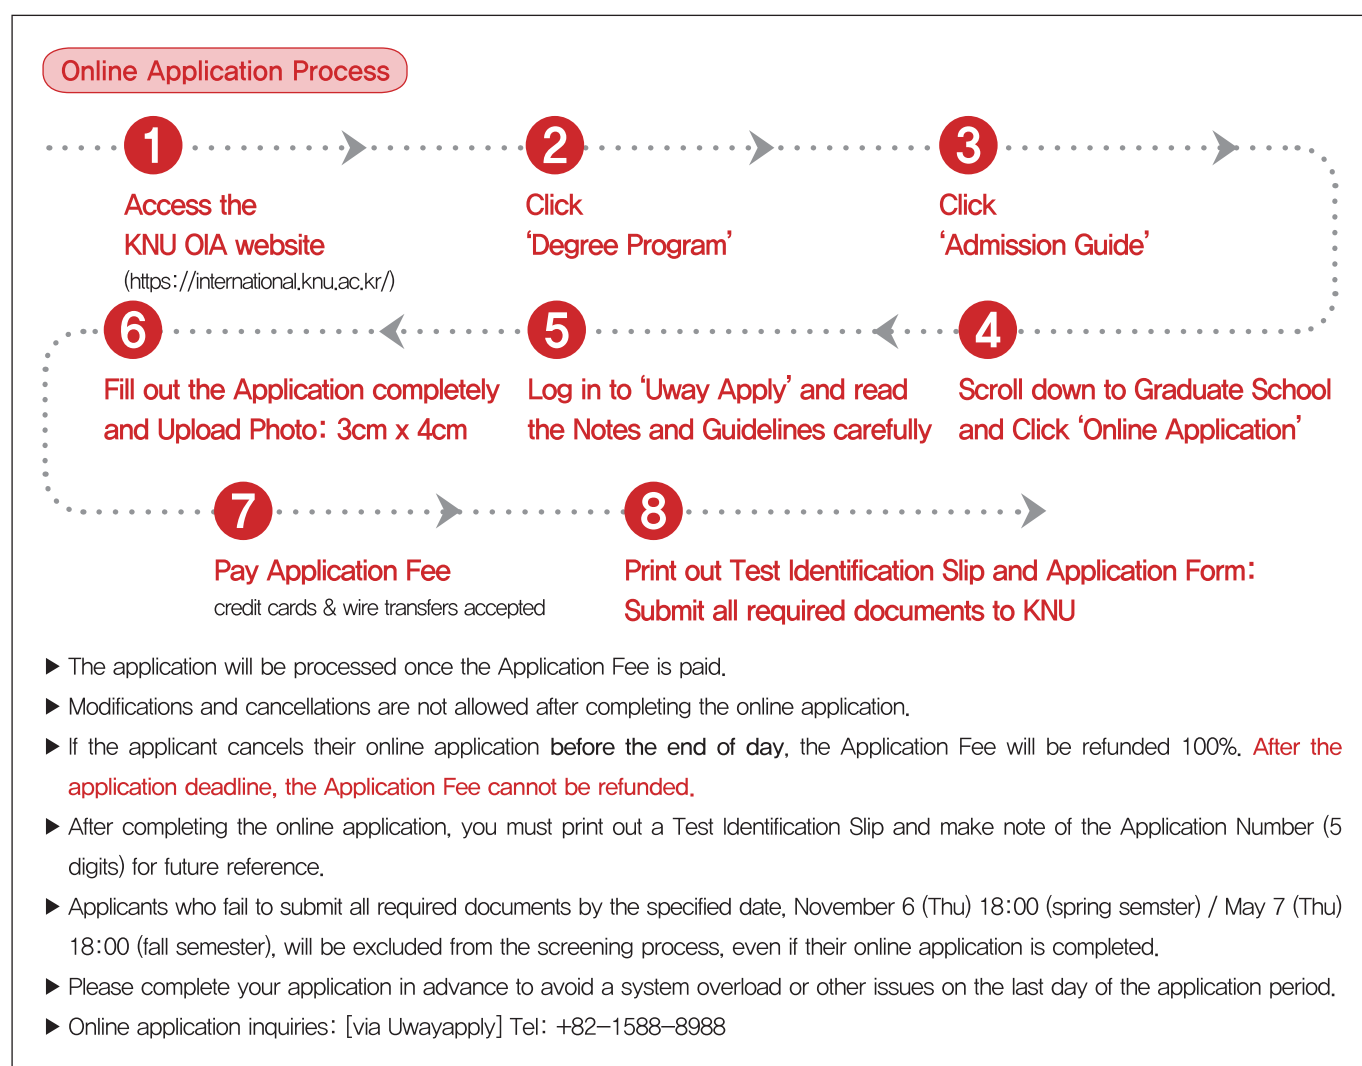 Online Application Process
1
Access the
KNU OIA website
(https://international.knu.ac.kr/)
2
Click
‘Degree Program’
3
Click
‘Admission Guide’
4
Scroll down to Graduate School
and Click ‘Online Application’
5
Log in to ‘Uway Apply’ and read
the Notes and Guidelines carefully
6
Fill out the Application completely
and Upload Photo: 3cm x 4cm
7
Pay Application Fee
credit cards & wire transfers accepted
8
Print out Test Identification Slip and Application Form:
Submit all required documents to KNU
▶ The application will be processed once the Application Fee is paid.
▶ Modifications and cancellations are not allowed after completing the online application.
▶ If the applicant cancels their online application before the end of day, the Application Fee will be refunded 100%. After the
application deadline, the Application Fee cannot be refunded.
▶ After completing the online application, you must print out a Test Identification Slip and make note of the Application Number (5
digits) for future reference.
▶ Applicants who fail to submit all required documents by the specified date, November 6 (Thu) 18:00 (spring semster) / May 7 (Thu)
18:00 (fall semester), will be excluded from the screening process, even if their online application is completed.
▶ Please complete your application in advance to avoid a system overload or other issues on the last day of the application period.
▶ Online application inquiries: [via Uwayapply] Tel: +82-1588-8988